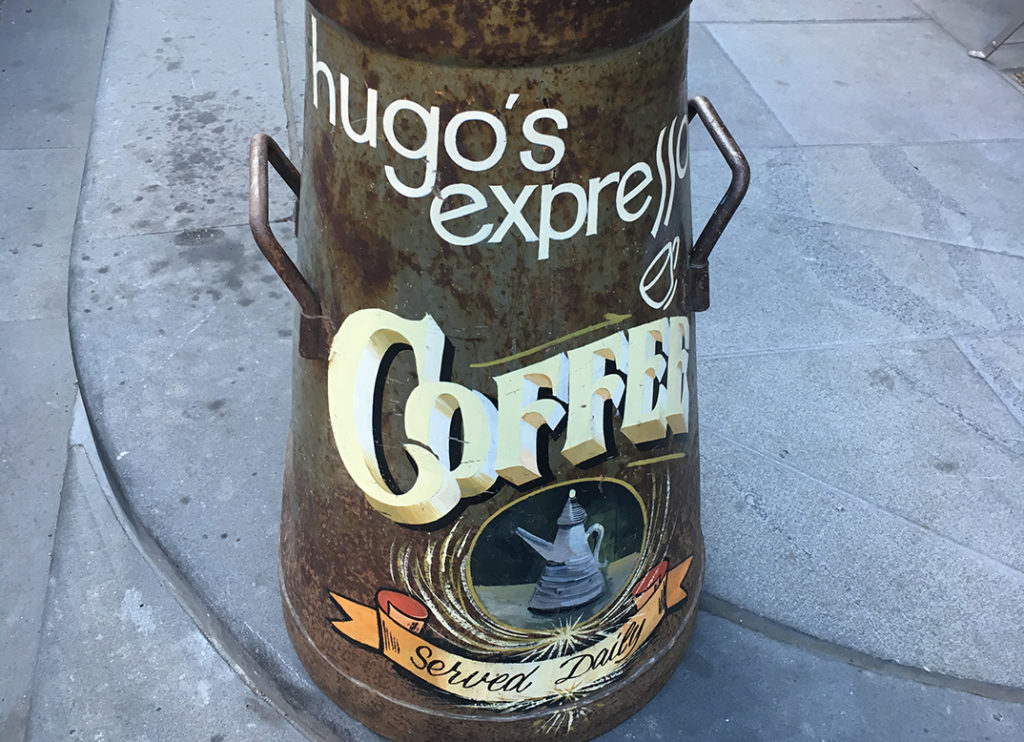 hugo's
expresso
COFFEE
Served Daily